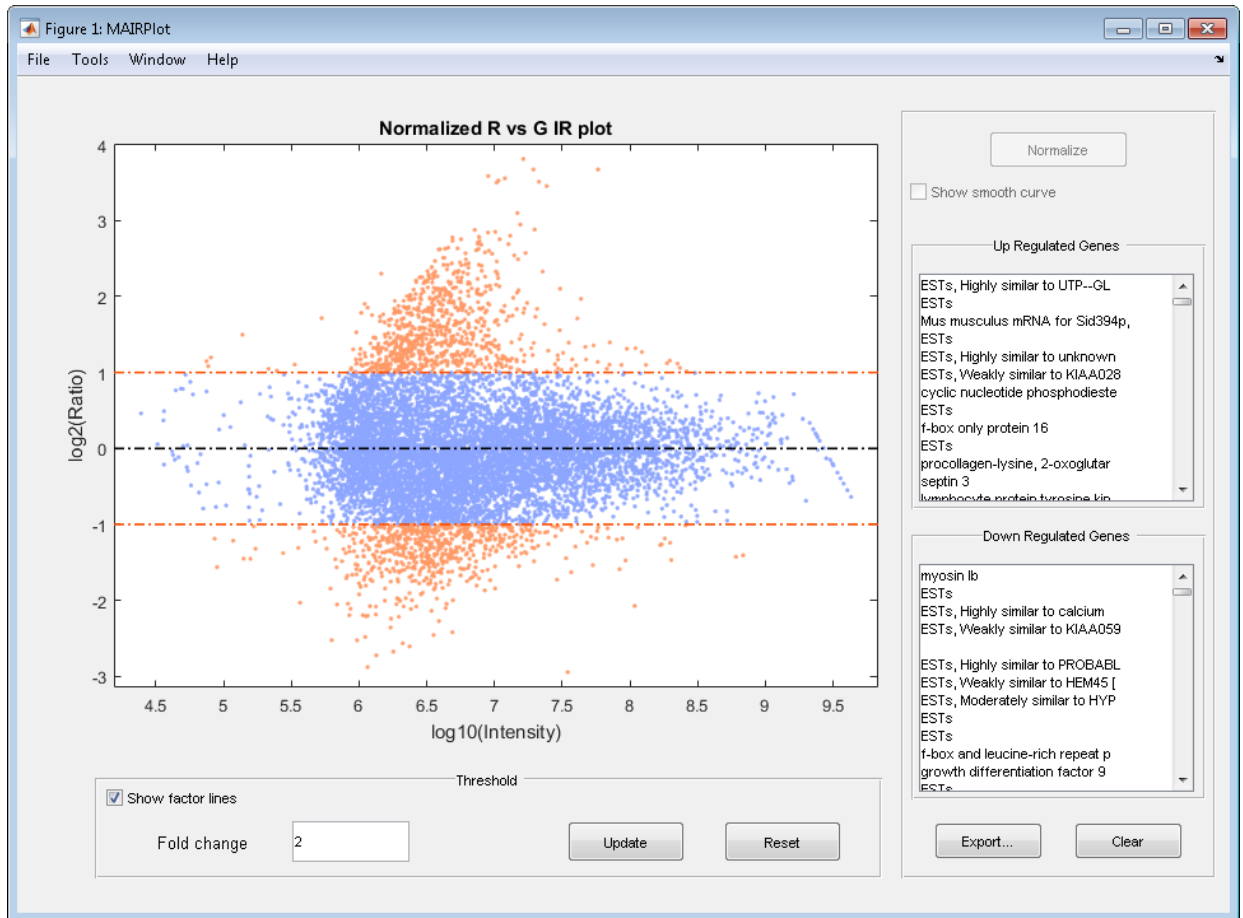 Figure 1: MAIRPlot
File Tools Window Help
Normalized R vs G IR plot
4
3
2
1
0
-1
-2
-3
log2(Ratio)
4.5 5 5.5 6 6.5 7 7.5 8 8.5 9 9.5
log10(Intensity)
Threshold
Show factor lines
Fold change 2 Update Reset
Normalize
Show smooth curve
Up Regulated Genes
ESTs, Highly similar to UTP--GL
ESTs
Mus musculus mRNA for Sid394p,
ESTs
ESTs, Highly similar to unknown
ESTs, Weakly similar to KIAA028
cyclic nucleotide phosphodieste
ESTs
f-box only protein 16
ESTs
procollagen-lysine, 2-oxoglutar
septin 3
lymphocyte protein tyrosine kin
Down Regulated Genes
myosin Ib
ESTs
ESTs, Highly similar to calcium
ESTs, Weakly similar to KIAA059
ESTs, Highly similar to PROBABL
ESTs, Weakly similar to HEM45 [
ESTs, Moderately similar to HYP
ESTs
ESTs
f-box and leucine-rich repeat p
growth differentiation factor 9
ESTs
Export... Clear